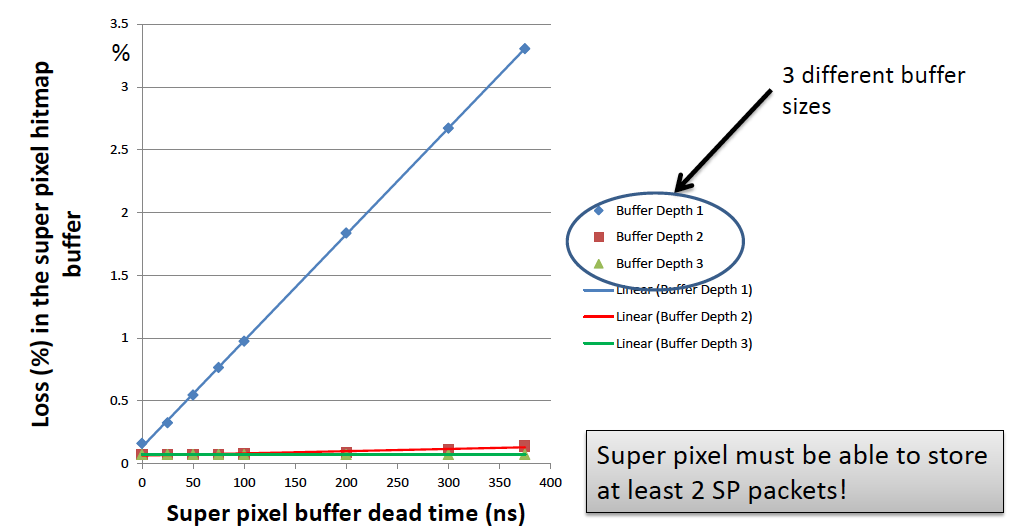 3.5
%
3
2.5
2
1.5
1
0.5
0
0 50 100 150 200 250 300 350 400
Loss (%) in the super pixel hitmap
buffer
Super pixel buffer dead time (ns)
3 different buffer
sizes
Buffer Depth 1
Buffer Depth 2
Buffer Depth 3
Linear (Buffer Depth 1)
Linear (Buffer Depth 2)
Linear (Buffer Depth 3)
Super pixel must be able to store
at least 2 SP packets!